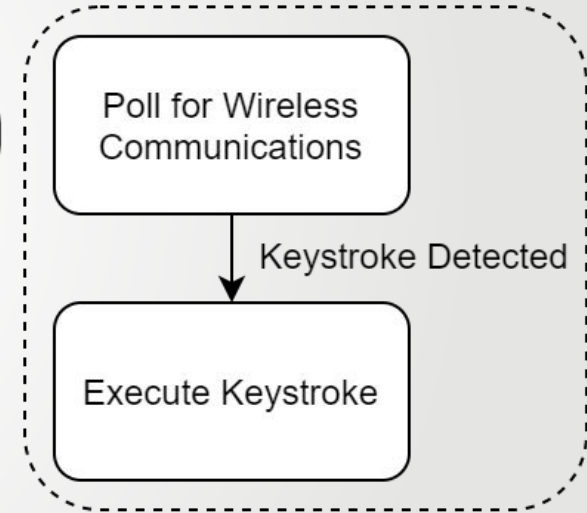 Poll for Wireless
Communications
Keystroke Detected
Execute Keystroke